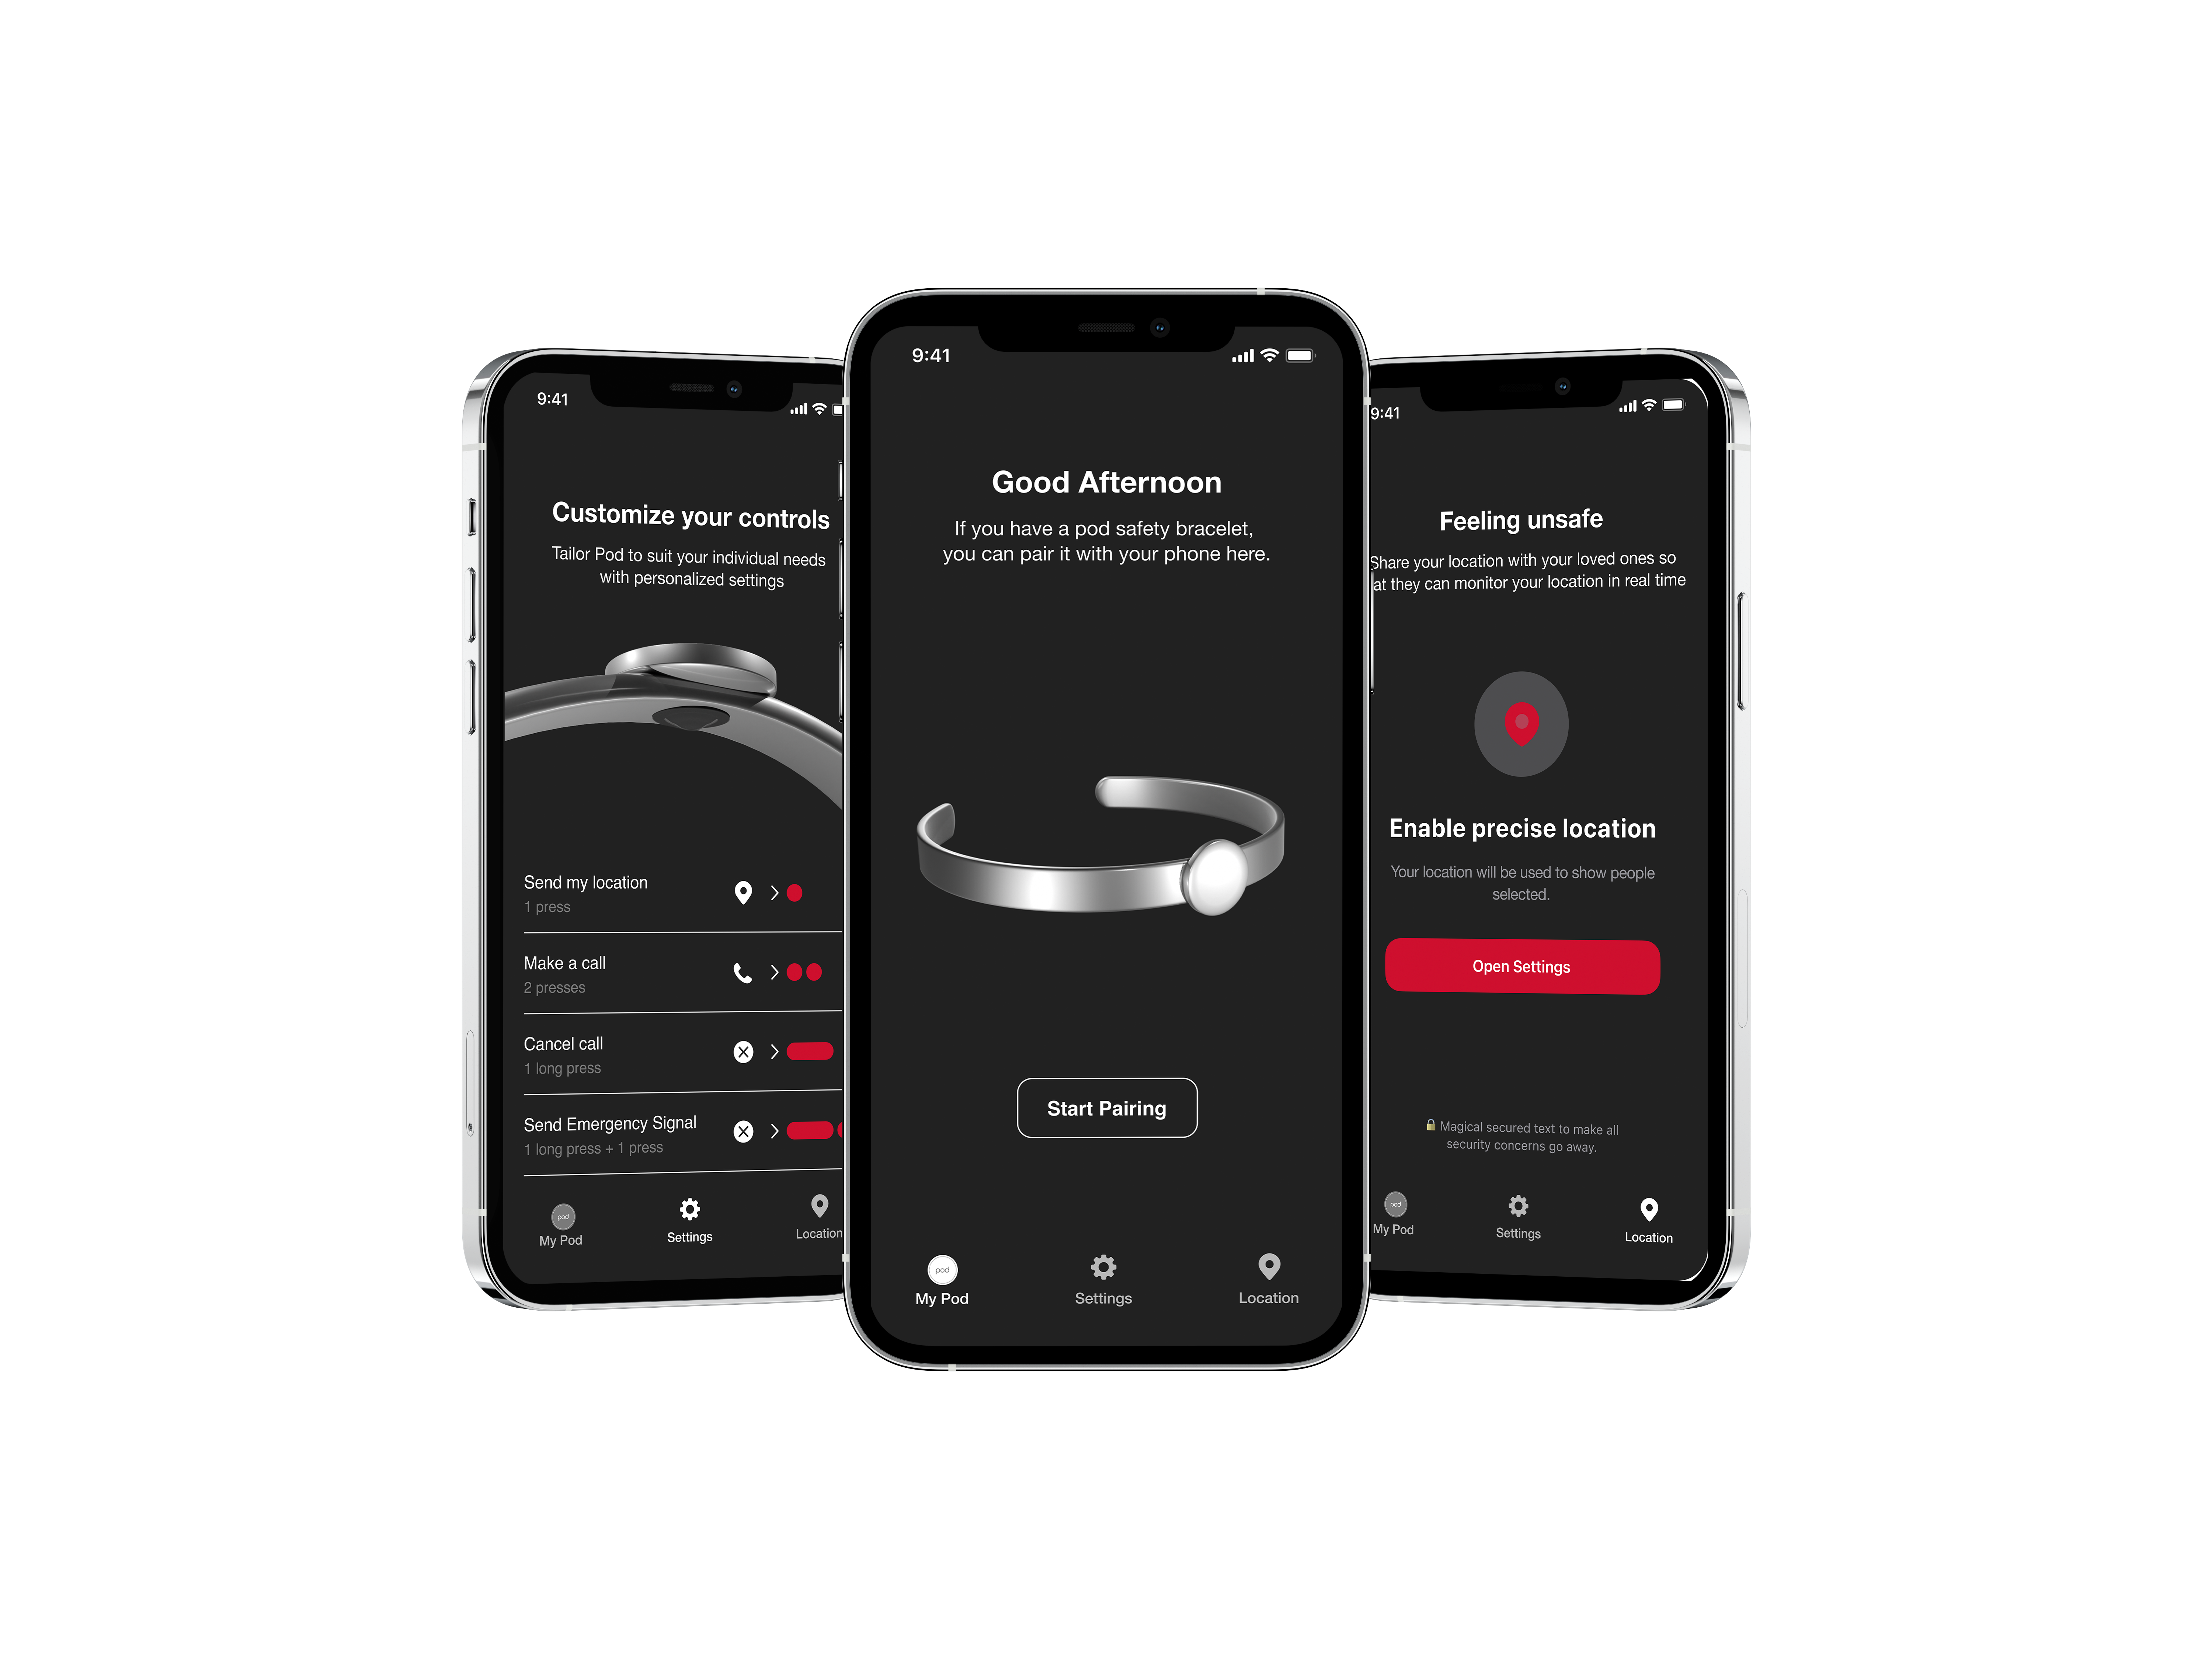 9:41
Customize your controls
Tailor Pod to suit your individual needs
with personalized settings
Send my location
1 press
Make a call
2 presses
Cancel call
1 long press
Send Emergency Signal
1 long press + 1 press
pod
My Pod
Settings
Location
9:41
Good Afternoon
If you have a pod safety bracelet,
you can pair it with your phone here.
Start Pairing
pod
My Pod
Settings
Location
9:41
Feeling unsafe
Share your location with your loved ones so
at they can monitor your location in real time
Enable precise location
Your location will be used to show people
selected.
Open Settings
Magical secured text to make all
security concerns go away.
pod
My Pod
Settings
Location